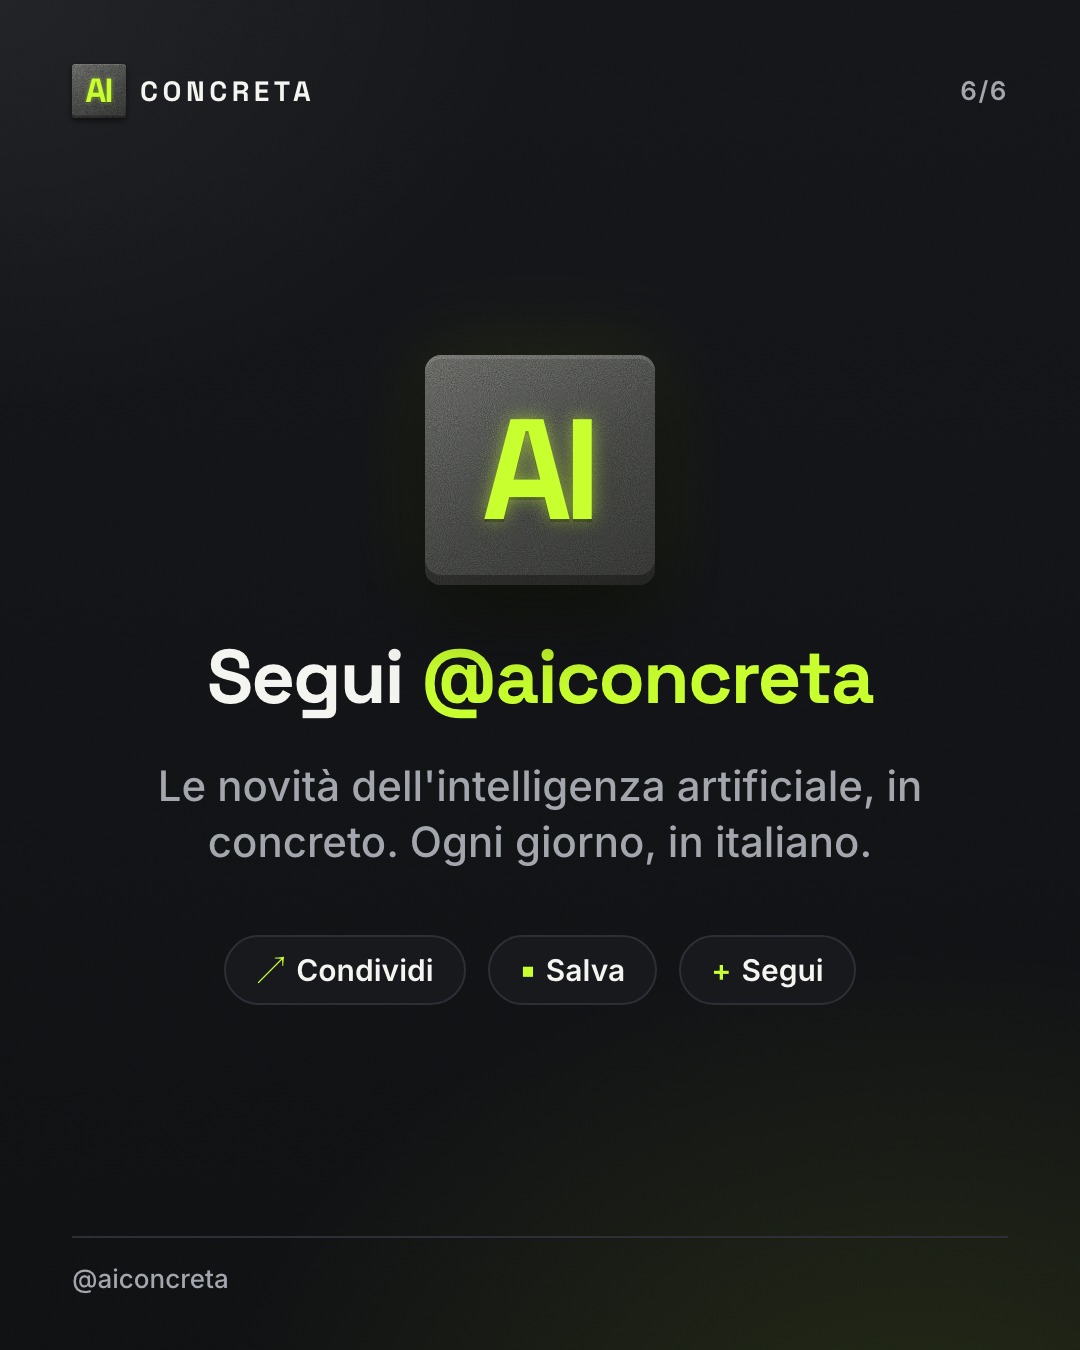 AI CONCRETA
6/6
AI
Segui @aiconcreta
Le novità dell'intelligenza artificiale, in
concreto. Ogni giorno, in italiano.
↗ Condividi ▪ Salva + Segui
@aiconcreta